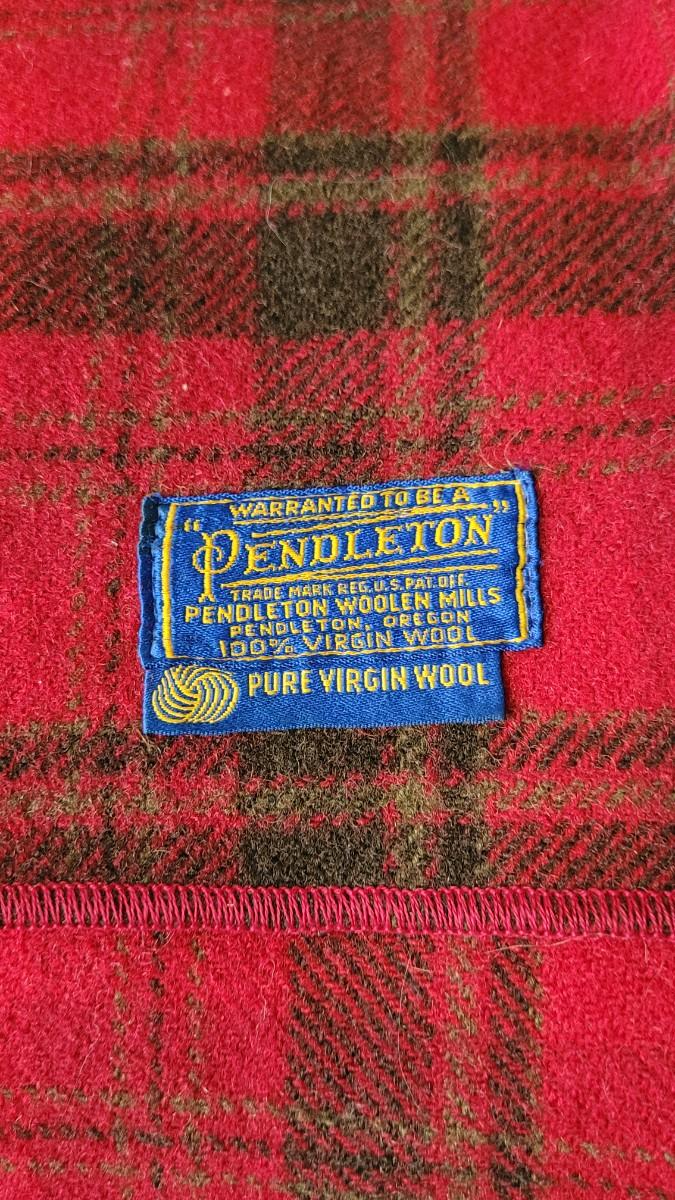 WARRANTED TO BE A
"PENDLETON"
TRADE MARK REG. U.S. PAT. OFF.
PENDLETON WOOLEN MILLS
PENDLETON, OREGON
100% VIRGIN WOOL
PURE VIRGIN WOOL